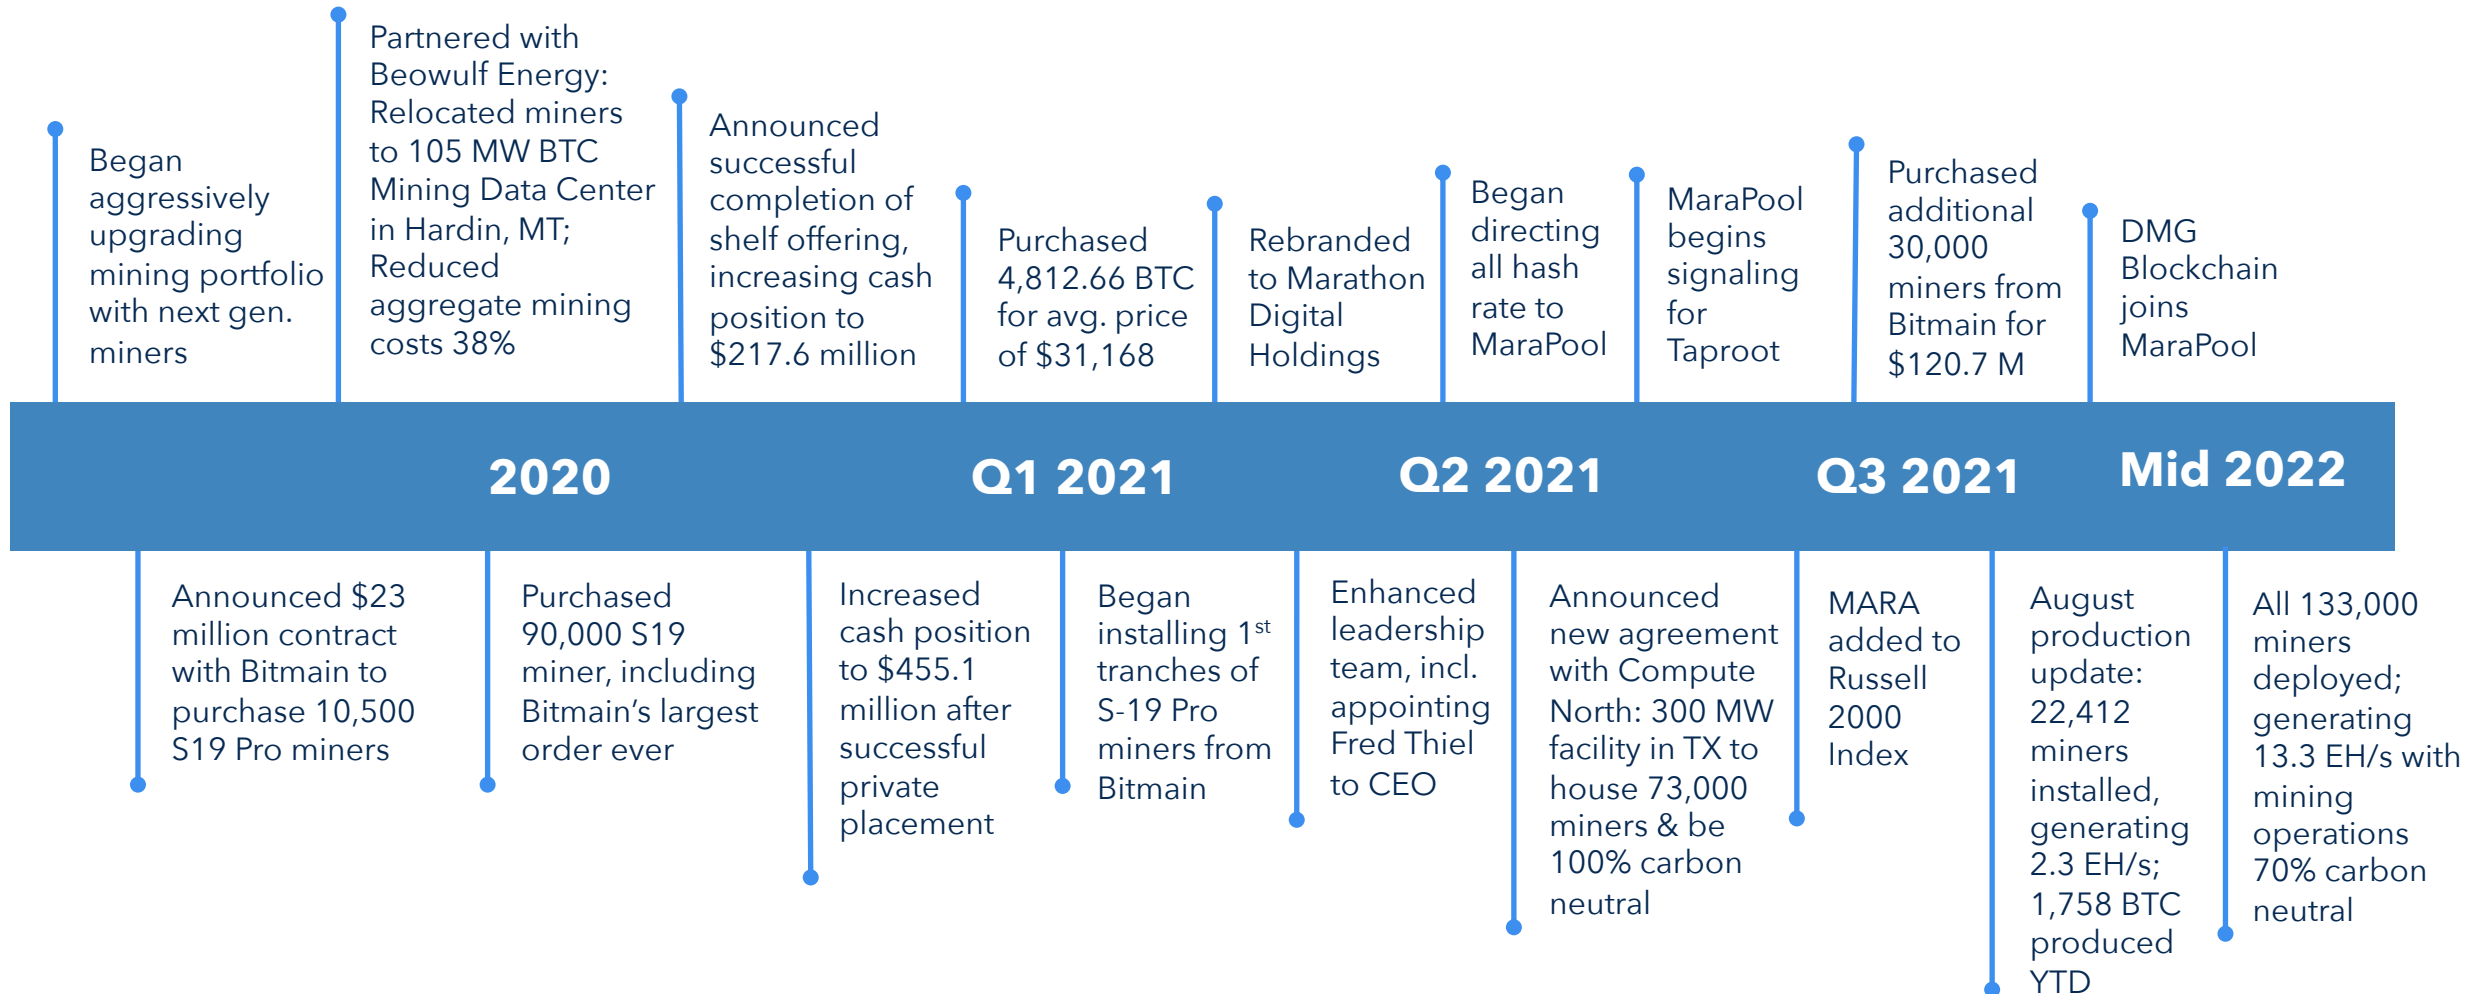 Began
aggressively
upgrading
mining portfolio
with next gen.
miners
Partnered with
Beowulf Energy:
Relocated miners
to 105 MW BTC
Mining Data Center
in Hardin, MT;
Reduced
aggregate mining
costs 38%
Announced
successful
completion of
shelf offering,
increasing cash
position to
$217.6 million
Purchased
4,812.66 BTC
for avg. price
of $31,168
Rebranded
to Marathon
Digital
Holdings
Began
directing
all hash
rate to
MaraPool
MaraPool
begins
signaling
for
Taproot
Purchased
additional
30,000
miners from
Bitmain for
$120.7 M
DMG
Blockchain
joins
MaraPool
2020
Q1 2021
Q2 2021
Q3 2021
Mid 2022
Announced $23
million contract
with Bitmain to
purchase 10,500
S19 Pro miners
Purchased
90,000 S19
miner, including
Bitmain’s largest
order ever
Increased
cash position
to $455.1
million after
successful
private
placement
Began
installing 1st
tranches of
S-19 Pro
miners from
Bitmain
Enhanced
leadership
team, incl.
appointing
Fred Thiel
to CEO
Announced
new agreement
with Compute
North: 300 MW
facility in TX to
house 73,000
miners & be
100% carbon
neutral
MARA
added to
Russell
2000
Index
August
production
update:
22,412
miners
installed,
generating
2.3 EH/s;
1,758 BTC
produced
YTD
All 133,000
miners
deployed;
generating
13.3 EH/s with
mining
operations
70% carbon
neutral